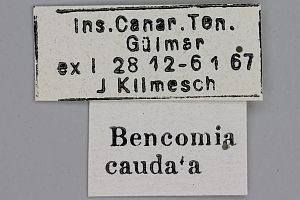 Ins.Canar.Ten.
Gülmar
ex l 28 12-6 1 67
J Klimesch
Bencomia
cauda'a